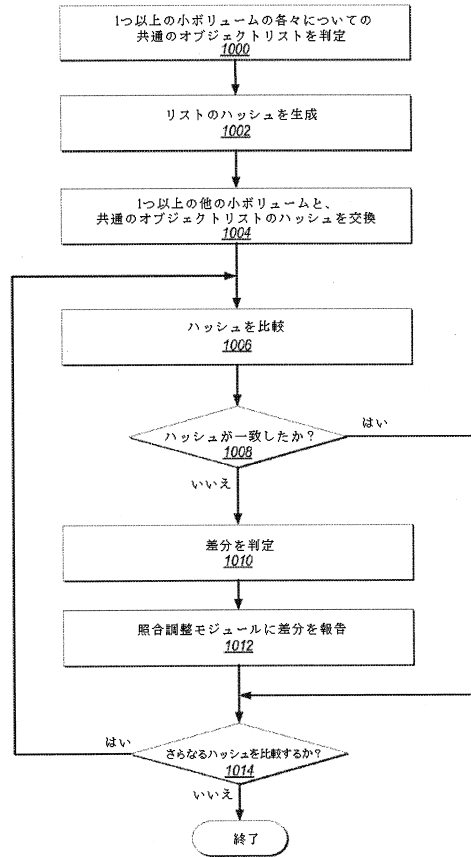 1つ以上の小ボリュームの各々についての
共通のオブジェクトリストを判定
1000
リストのハッシュを生成
1002
1つ以上の他の小ボリュームと、
共通のオブジェクトリストのハッシュを交換
1004
ハッシュを比較
1006
ハッシュが一致したか？
1008
はい
いいえ
差分を判定
1010
照合調整モジュールに差分を報告
1012
はい
さらなるハッシュを比較するか？
1014
いいえ
終了